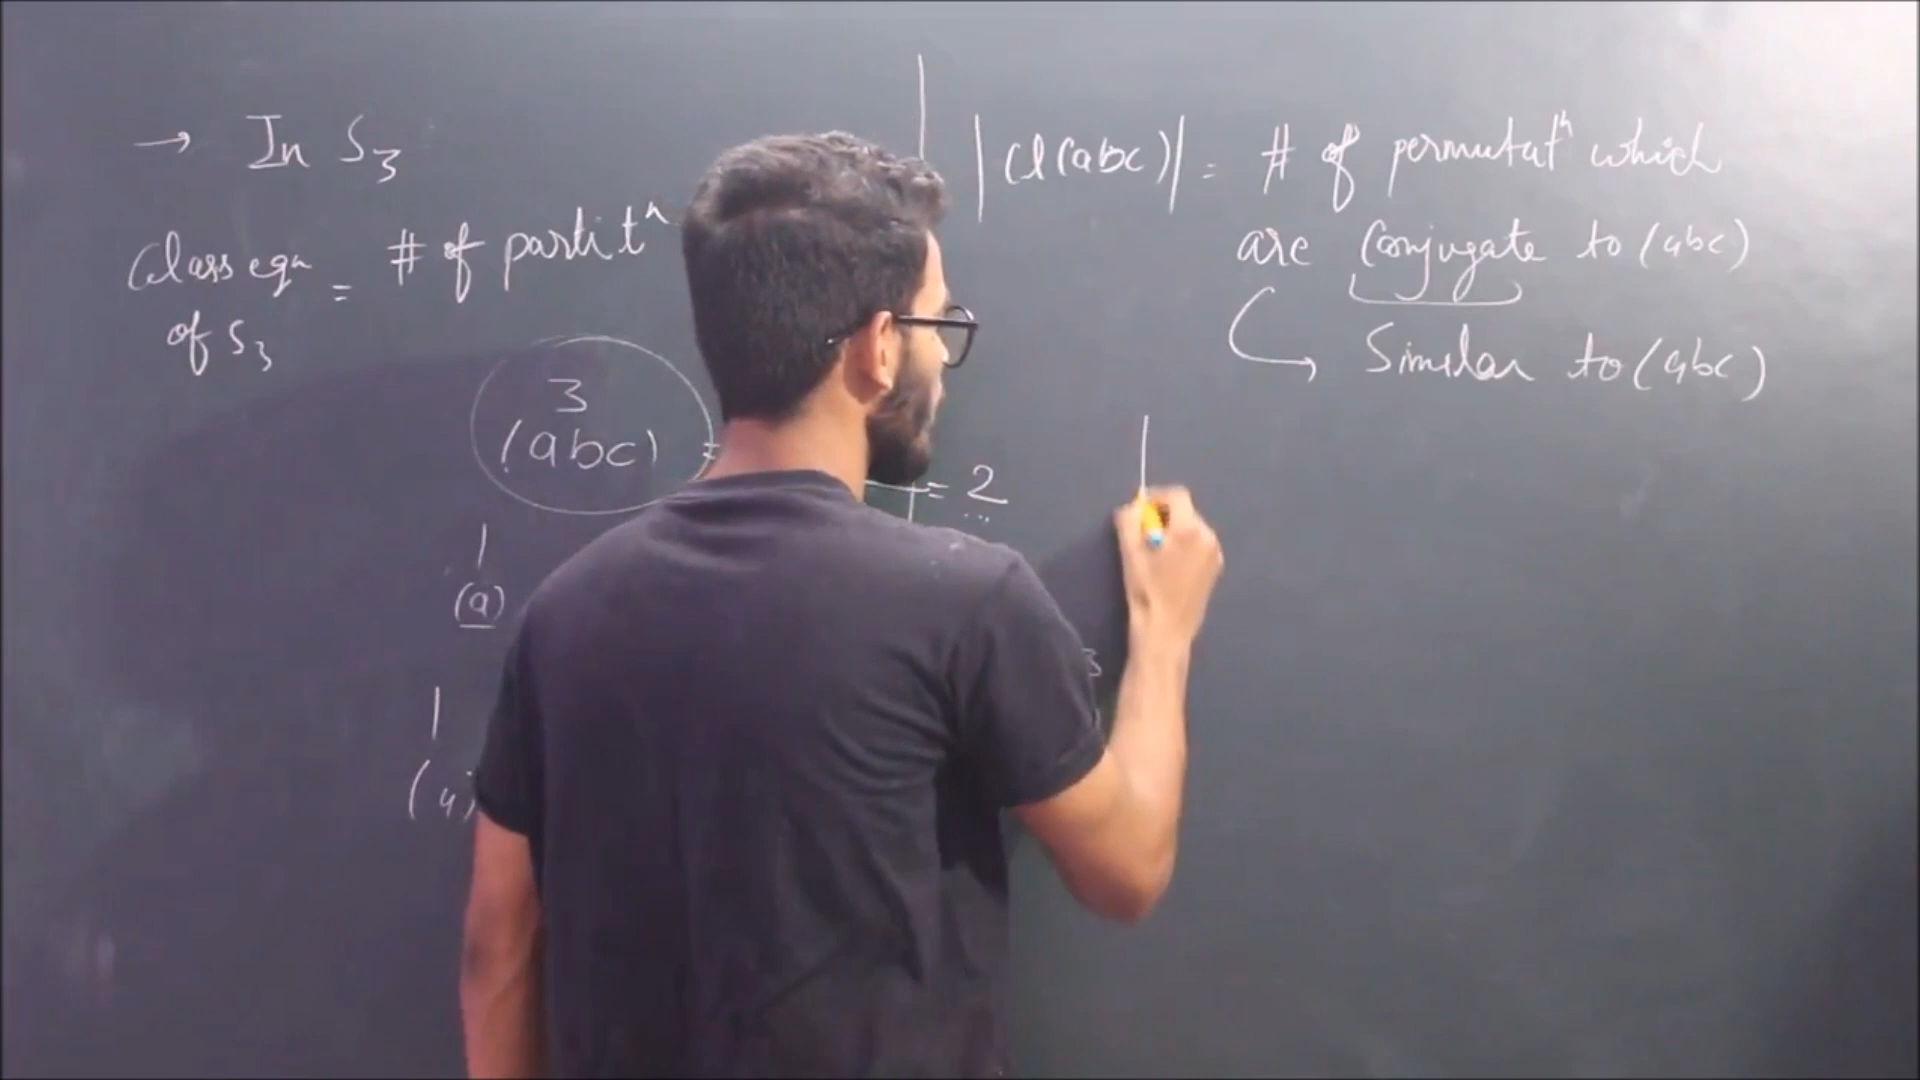 → In S₃
Class eqⁿ = # of partitⁿ
of S₃
3
(abc) =
= 2
1
(a)
3
1
(a)
|Cl(abc)| = # of permutatⁿ which
are Conjugate to (abc)
→ Similar to (abc)